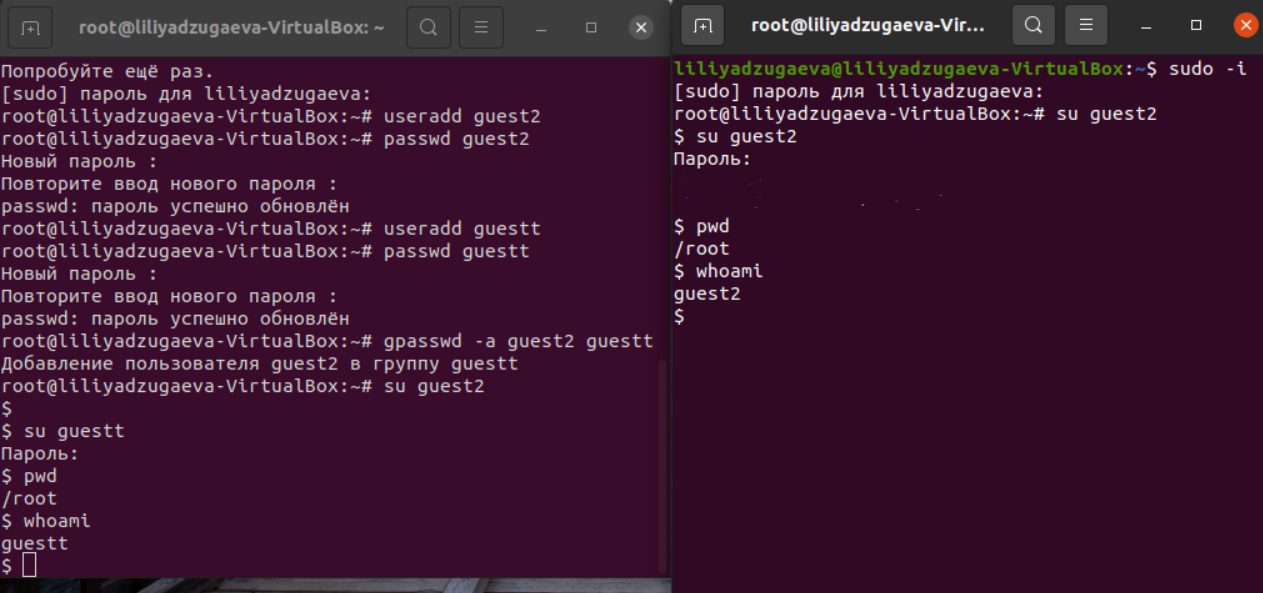 root@liliyadzugaeva-VirtualBox: ~
Попробуйте ещё раз.
[sudo] пароль для liliyadzugaeva:
root@liliyadzugaeva-VirtualBox:~# useradd guest2
root@liliyadzugaeva-VirtualBox:~# passwd guest2
Новый пароль :
Повторите ввод нового пароля :
passwd: пароль успешно обновлён
root@liliyadzugaeva-VirtualBox:~# useradd guestt
root@liliyadzugaeva-VirtualBox:~# passwd guestt
Новый пароль :
Повторите ввод нового пароля :
passwd: пароль успешно обновлён
root@liliyadzugaeva-VirtualBox:~# gpasswd -a guest2 guestt
Добавление пользователя guest2 в группу guestt
root@liliyadzugaeva-VirtualBox:~# su guest2
$
$ su guestt
Пароль:
$ pwd
/root
$ whoami
guestt
$
root@liliyadzugaeva-Vir...
liliyadzugaeva@liliyadzugaeva-VirtualBox:~$ sudo -i
[sudo] пароль для liliyadzugaeva:
root@liliyadzugaeva-VirtualBox:~# su guest2
$ su guest2
Пароль:
$ pwd
/root
$ whoami
guest2
$